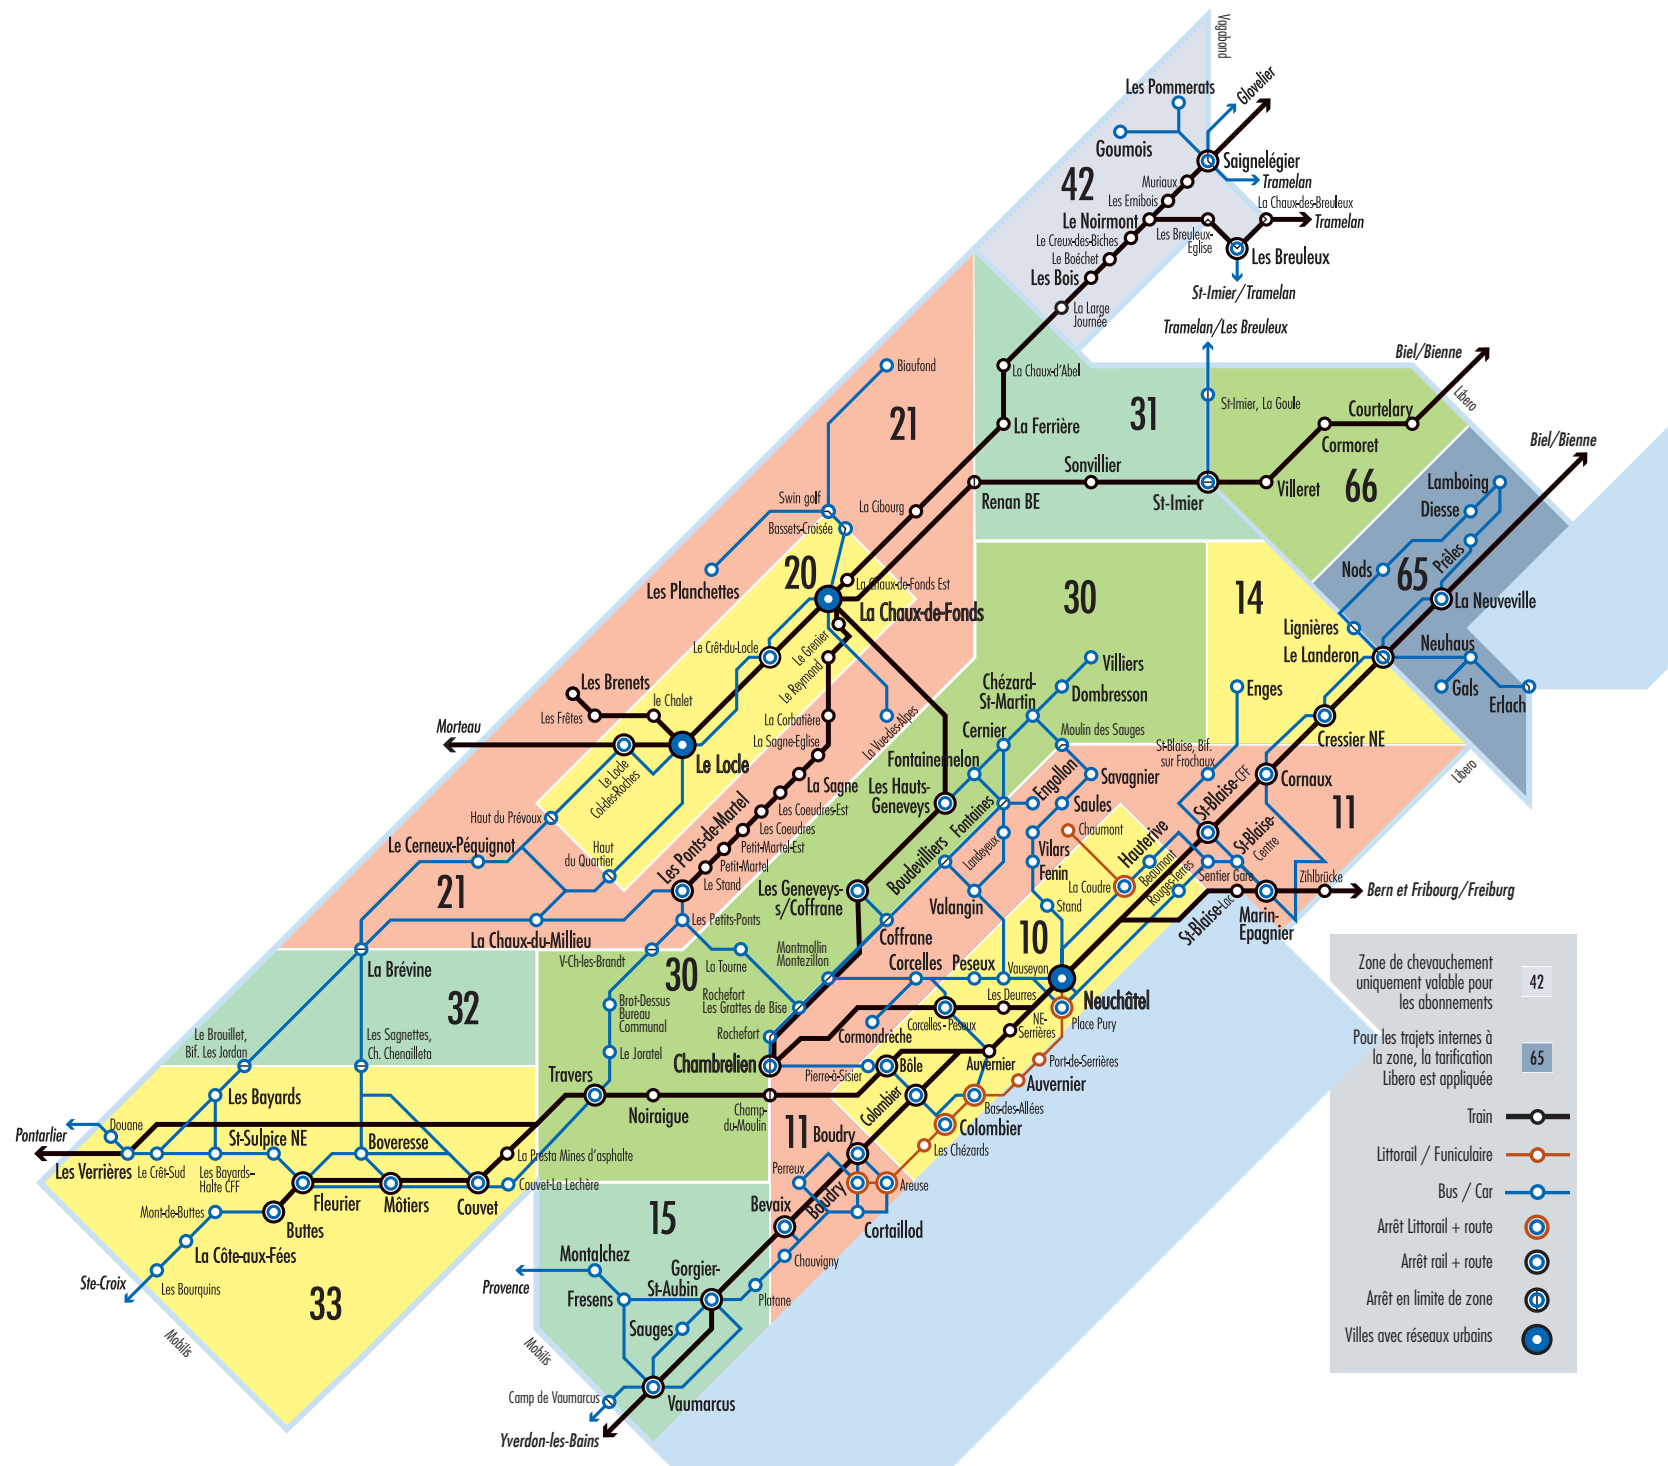 Vagabond
Glovelier
Les Pommerats
Goumois
Saignelégier
42
Muriaux
Tramelan
Les Emibois
La Chaux-des-Breuleux
Le Noirmont
Tramelan
Le Creux-des-Biches
Les Breuleux-
Eglise
Le Boéchet
Les Breuleux
Les Bois
St-Imier/Tramelan
La Large
Journée
Tramelan/Les Breuleux
Biel/Bienne
Biaufond
La Chaux-d'Abel
Libero
21
31
St-Imier, La Goule
Courtelary
La Ferrière
Cormoret
Biel/Bienne
Sonvillier
66
Lamboing
Swin golf
La Cibourg
Renan BE
St-Imier
Villeret
Diesse
Bassets-Croisée
Prêles
20
Nods
65
La Chaux-de-Fonds Est
Les Planchettes
30
14
La Neuveville
La Chaux-de-Fonds
Lignières
Le Crêt-du-Locle
Le Grenier
Le Reymond
Le Landeron
Neuhaus
Villiers
Les Brenets
Chézard-
St-Martin
Dombresson
Enges
Gals
Erlach
le Chalet
Les Frêtes
La Corbatière
La Vue-des-Alpes
Morteau
Cernier
Moulin des Sauges
Cressier NE
La Sagne-Eglise
St-Blaise, Bif.
sur Frochaux
Le Locle
Fontainemelon
Le Locle
Col-des-Roches
La Sagne
Les Hauts-
Geneveys
Engollon
Savagnier
St-Blaise-CFF
Cornaux
Libero
Les Coeudres-Est
Fontaines
Saules
11
Haut du Prévoux
Les Coeudres
Chaumont
Hauterive
St-Blaise-
Centre
Le Cerneux-Péquignot
Haut
du Quartier
Les Ponts-de-Martel
Petit-Martel-Est
Boudevilliers
Landeyeux
Vilars
Beaumont
Petit-Martel
Fenin
Rouges-Terres
Sentier Gare
Zihlbrücke
21
Le Stand
Les Geneveys-
s/Coffrane
La Coudre
Bern et Fribourg/Freiburg
Valangin
Stand
St-Blaise-Lac
Marin-
Epagnier
La Chaux-du-Milieu
Les Petits-Ponts
Coffrane
10
V-Ch-les-Brandt
Montmollin
Montezillon
La Brévine
30
La Tourne
Corcelles
Peseux
Vauseyon
Zone de chevauchement
uniquement valable pour
les abonnements
42
32
Brot-Dessus
Bureau
Communal
Rochefort
Les Grattes de Bise
Les Deurres
Neuchâtel
Corcelles-Peseux
Place Pury
Le Brouillet,
Bif. Les Jordan
Les Sagnettes,
Ch. Chenailleta
Rochefort
Cormondrèche
NE-
Serrières
Pour les trajets internes à
la zone, la tarification
Libero est appliquée
65
Le Joratel
Chambrelien
Auvernier
Port-de-Serrières
Travers
Pierre-à-Sisier
Bôle
Auvernier
Les Bayards
Colombier
Bas-des-Allées
Noiraigue
Champ-
du-Moulin
Train
Douane
11
Boudry
Colombier
Pontarlier
St-Sulpice NE
Boveresse
La Presta Mines d'asphalte
Les Chézards
Littorail / Funiculaire
Les Verrières
Le Crêt-Sud
Les Bayards-
Halte CFF
Perreux
Couvet-La Lechère
Areuse
Bus / Car
Fleurier
Môtiers
Couvet
Boudry
Mont-de-Buttes
15
Bevaix
Buttes
Cortaillod
Arrêt Littorail + route
La Côte-aux-Fées
Montalchez
Chauvigny
Arrêt rail + route
Ste-Croix
Provence
Gorgier-
St-Aubin
Les Bourquins
Fresens
Platane
Arrêt en limite de zone
33
Sauges
Villes avec réseaux urbains
Mobilis
Mobilis
Camp de Vaumarcus
Vaumarcus
Yverdon-les-Bains